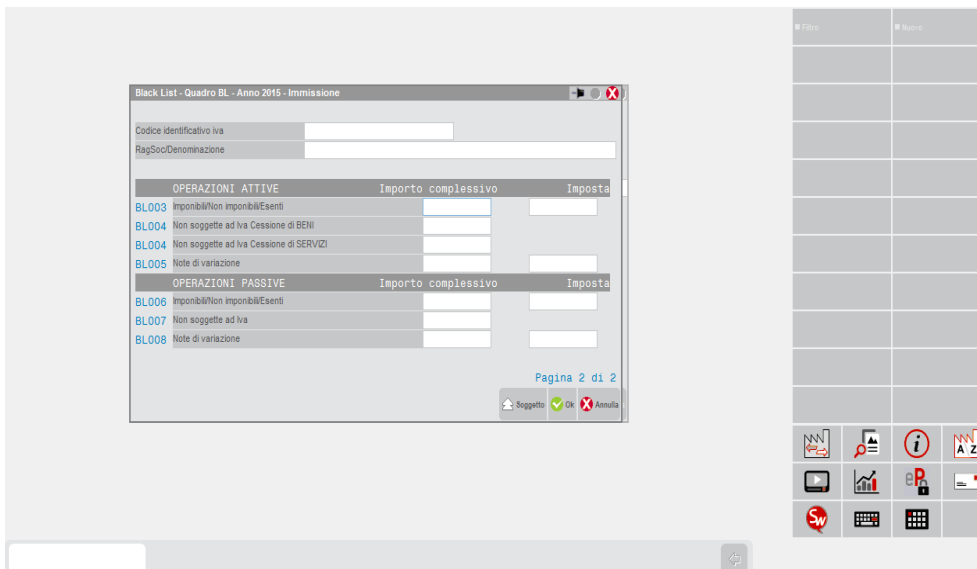 Filtro Nuovo
Black List - Quadro BL - Anno 2015 - Immissione
Codice identificativo iva
RagSoc/Denominazione
OPERAZIONI ATTIVE Importo complessivo Imposta
BL003 Imponibili/Non imponibili/Esenti
BL004 Non soggette ad Iva Cessione di BENI
BL004 Non soggette ad Iva Cessione di SERVIZI
BL005 Note di variazione
OPERAZIONI PASSIVE Importo complessivo Imposta
BL006 Imponibili/Non imponibili/Esenti
BL007 Non soggette ad Iva
BL008 Note di variazione
Pagina 2 di 2
Soggetto Ok Annulla
i A Z
eP
Sw